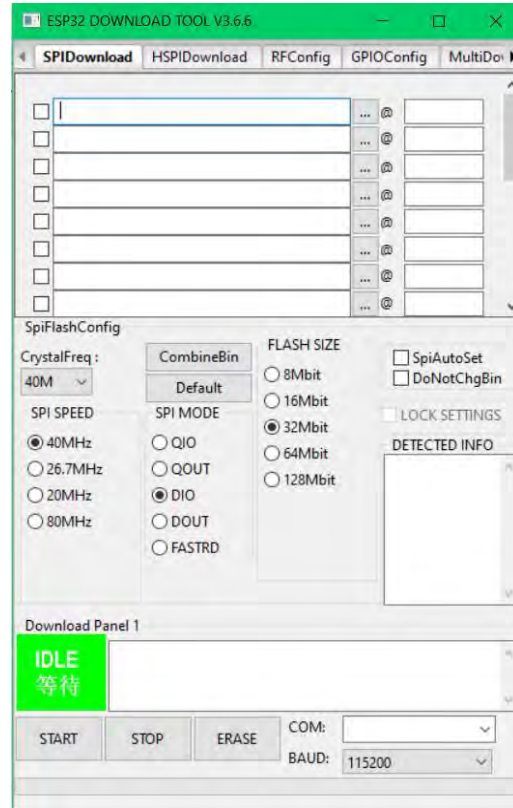 ESP32 DOWNLOAD TOOL V3.6.6
SPIDownload HSPIDownload RFConfig GPIOConfig
... @
... @
... @
... @
... @
... @
... @
... @
SpiFlashConfig
CrystalFreq :
40M
CombineBin
Default
SPI SPEED
40MHz
26.7MHz
20MHz
80MHz
SPI MODE
QIO
QOUT
DIO
DOUT
FASTRD
FLASH SIZE
8Mbit
16Mbit
32Mbit
64Mbit
128Mbit
SpiAutoSet
DoNotChgBin
LOCK SETTINGS
DETECTED INFO
Download Panel 1
IDLE
等待
START STOP ERASE
COM:
BAUD: 115200